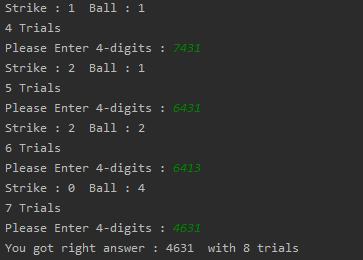 Strike : 1  Ball : 1
4 Trials
Please Enter 4-digits : 7431
Strike : 2  Ball : 1
5 Trials
Please Enter 4-digits : 6431
Strike : 2  Ball : 2
6 Trials
Please Enter 4-digits : 6413
Strike : 0  Ball : 4
7 Trials
Please Enter 4-digits : 4631
You got right answer : 4631  with 8 trials